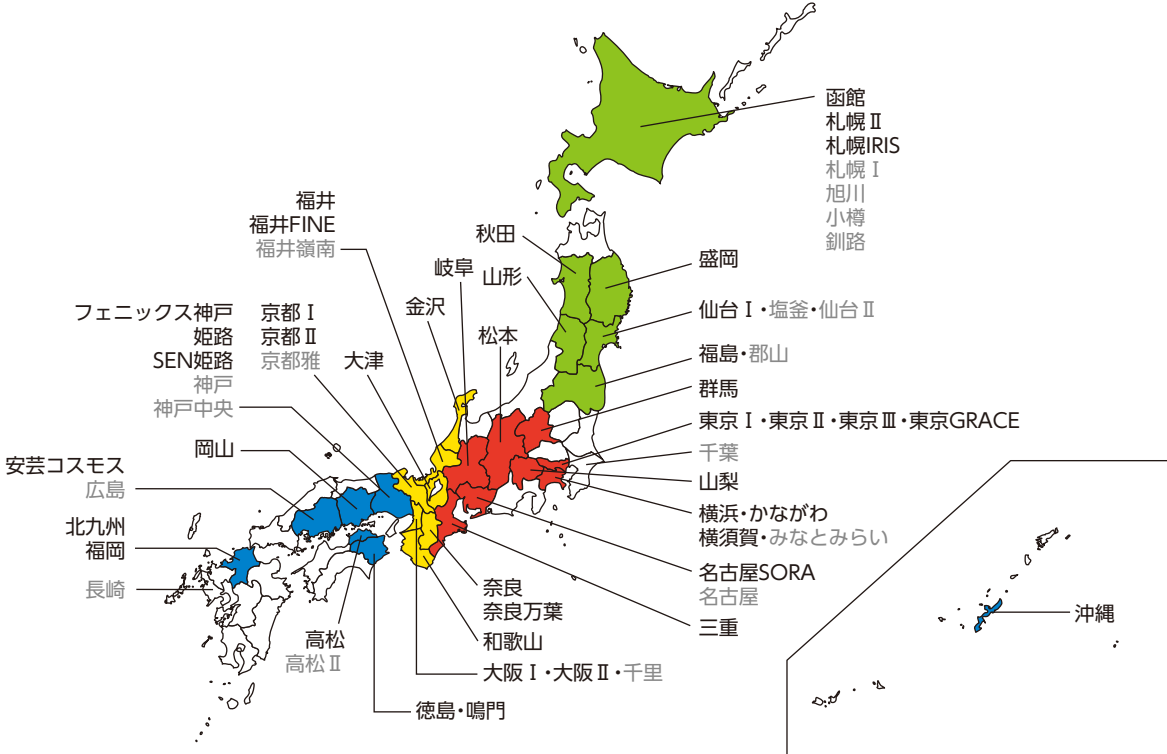 函館
札幌Ⅱ
札幌IRIS
札幌Ⅰ
旭川
小樽
釧路
福井
福井FINE
福井嶺南
秋田
岐阜
山形
盛岡
金沢
松本
仙台Ⅰ・塩釜・仙台Ⅱ
フェニックス神戸
姫路
SEN姫路
神戸
神戸中央
京都Ⅰ
京都Ⅱ
京都雅
大津
福島・郡山
群馬
東京Ⅰ・東京Ⅱ・東京Ⅲ・東京GRACE
千葉
山梨
横浜・かながわ
横須賀・みなとみらい
名古屋SORA
名古屋
三重
岡山
安芸コスモス
広島
北九州
福岡
長崎
高松
高松Ⅱ
奈良
奈良万葉
和歌山
大阪Ⅰ・大阪Ⅱ・千里
徳島・鳴門
沖縄